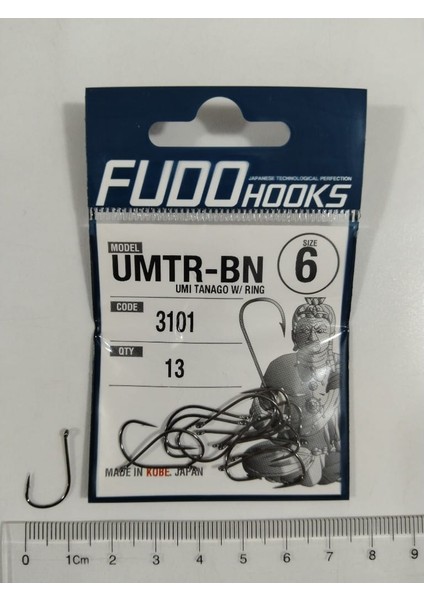 FUDO HOOKS
JAPANESE TECHNOLOGICAL PERFECTION
MODEL
UMTR-BN
UMI TANAGO W/ RING
SIZE
6
CODE
3101
QTY
13
MADE IN KOBE. JAPAN
0 1Cm 2 3 4 5 6 7 8 9